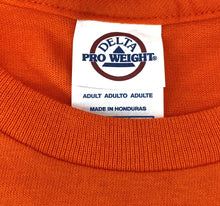 DELTA
PRO WEIGHT®
ADULT ADULTO ADULTE
MADE IN HONDURAS